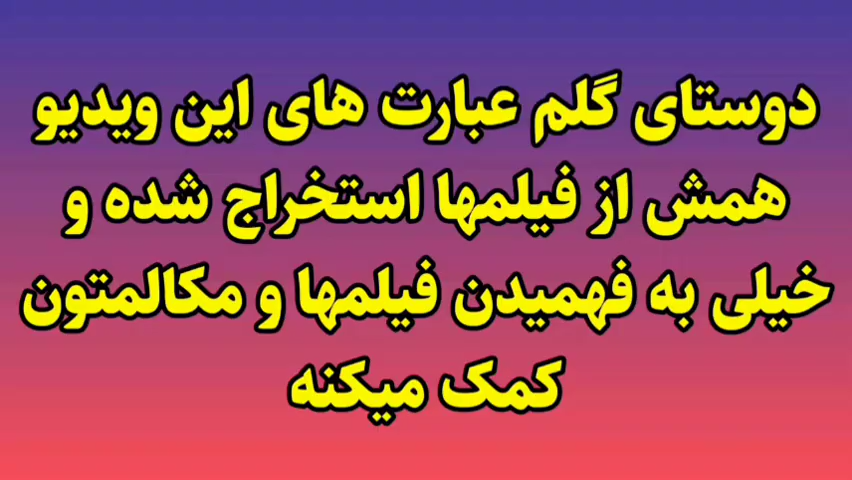 دوستای گلم عبارت های این ویدیو
همش از فیلمها استخراج شده و
خیلی به فهمیدن فیلمها و مکالمتون
کمک میکنه